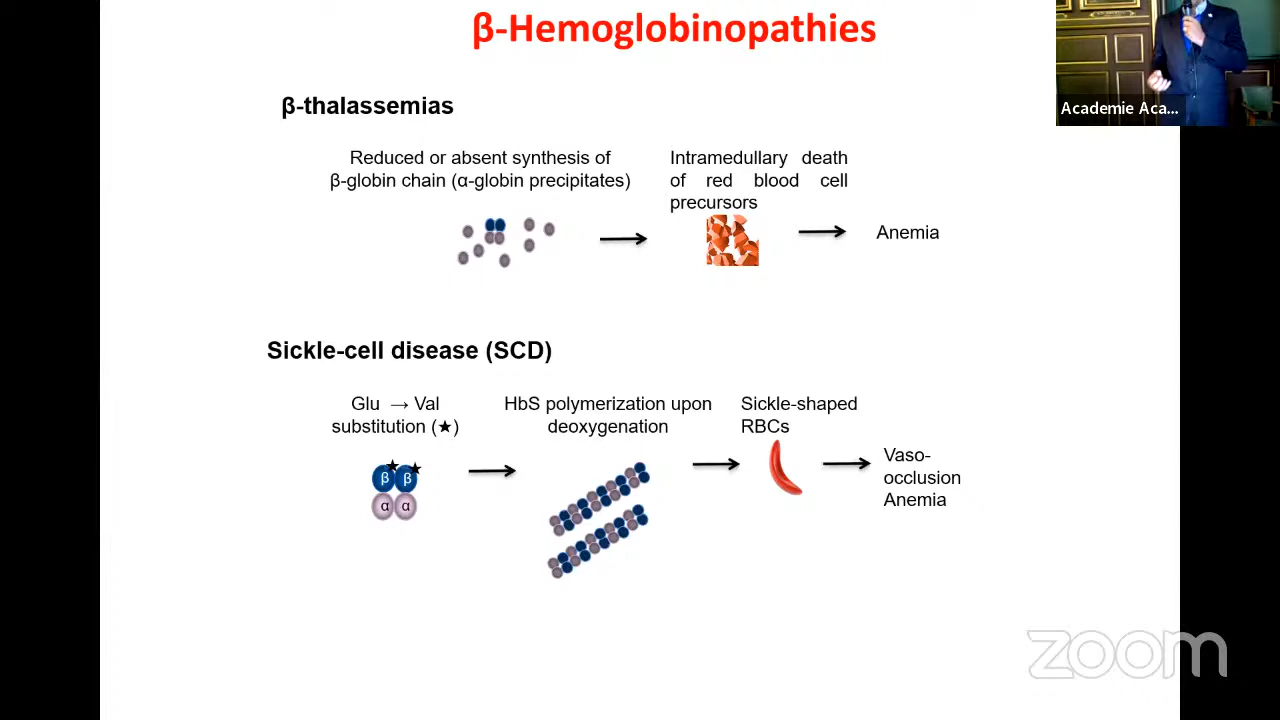 β-Hemoglobinopathies
Academie Aca...
β-thalassemias
Reduced or absent synthesis of
β-globin chain (α-globin precipitates)
Intramedullary death
of red blood cell
precursors
Anemia
Sickle-cell disease (SCD)
Glu → Val
substitution (★)
HbS polymerization upon
deoxygenation
Sickle-shaped
RBCs
Vaso-
occlusion
Anemia
β β
α α
zoom